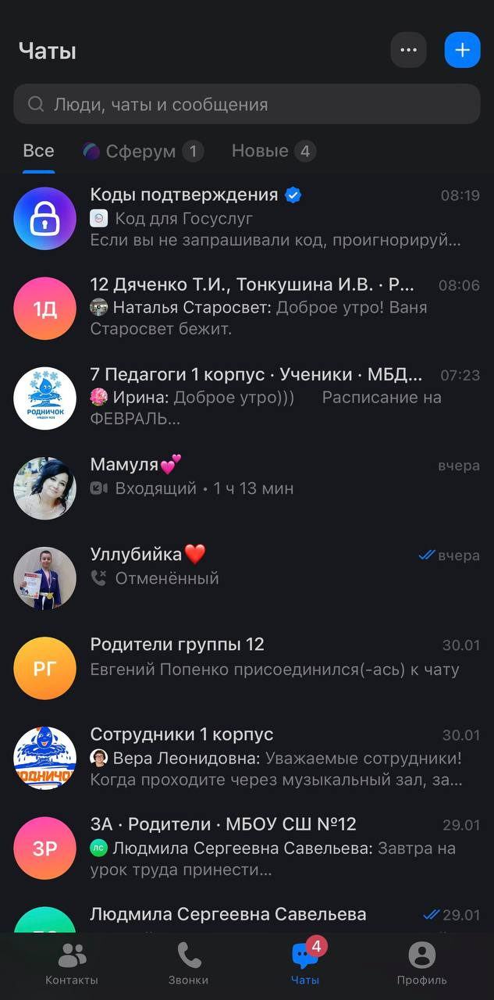 Чаты
Люди, чаты и сообщения
Все Сферум 1 Новые 4
Коды подтверждения 08:19
Код для Госуслуг
Если вы не запрашивали код, проигнорируй...
1Д
12 Дяченко Т.И., Тонкушина И.В. · Р... 08:06
Наталья Старосвет: Доброе утро! Ваня
Старосвет бежит.
РОДНИЧОК
7 Педагоги 1 корпус · Ученики · МБД... 07:23
Ирина: Доброе утро))) Расписание на
ФЕВРАЛЬ...
Мамуля💕 вчера
Входящий • 1 ч 13 мин
Уллубийка❤️ вчера
Отменённый
РГ
Родители группы 12 30.01
Евгений Попенко присоединился(-ась) к чату
ОДНИЧО
Сотрудники 1 корпус 30.01
Вера Леонидовна: Уважаемые сотрудники!
Когда проходите через музыкальный зал, за...
ЗР
3А · Родители · МБОУ СШ №12 29.01
ЛС Людмила Сергеевна Савельева: Завтра на
урок труда принести...
Людмила Сергеевна Савельева 29.01
4
Контакты Звонки Чаты Профиль